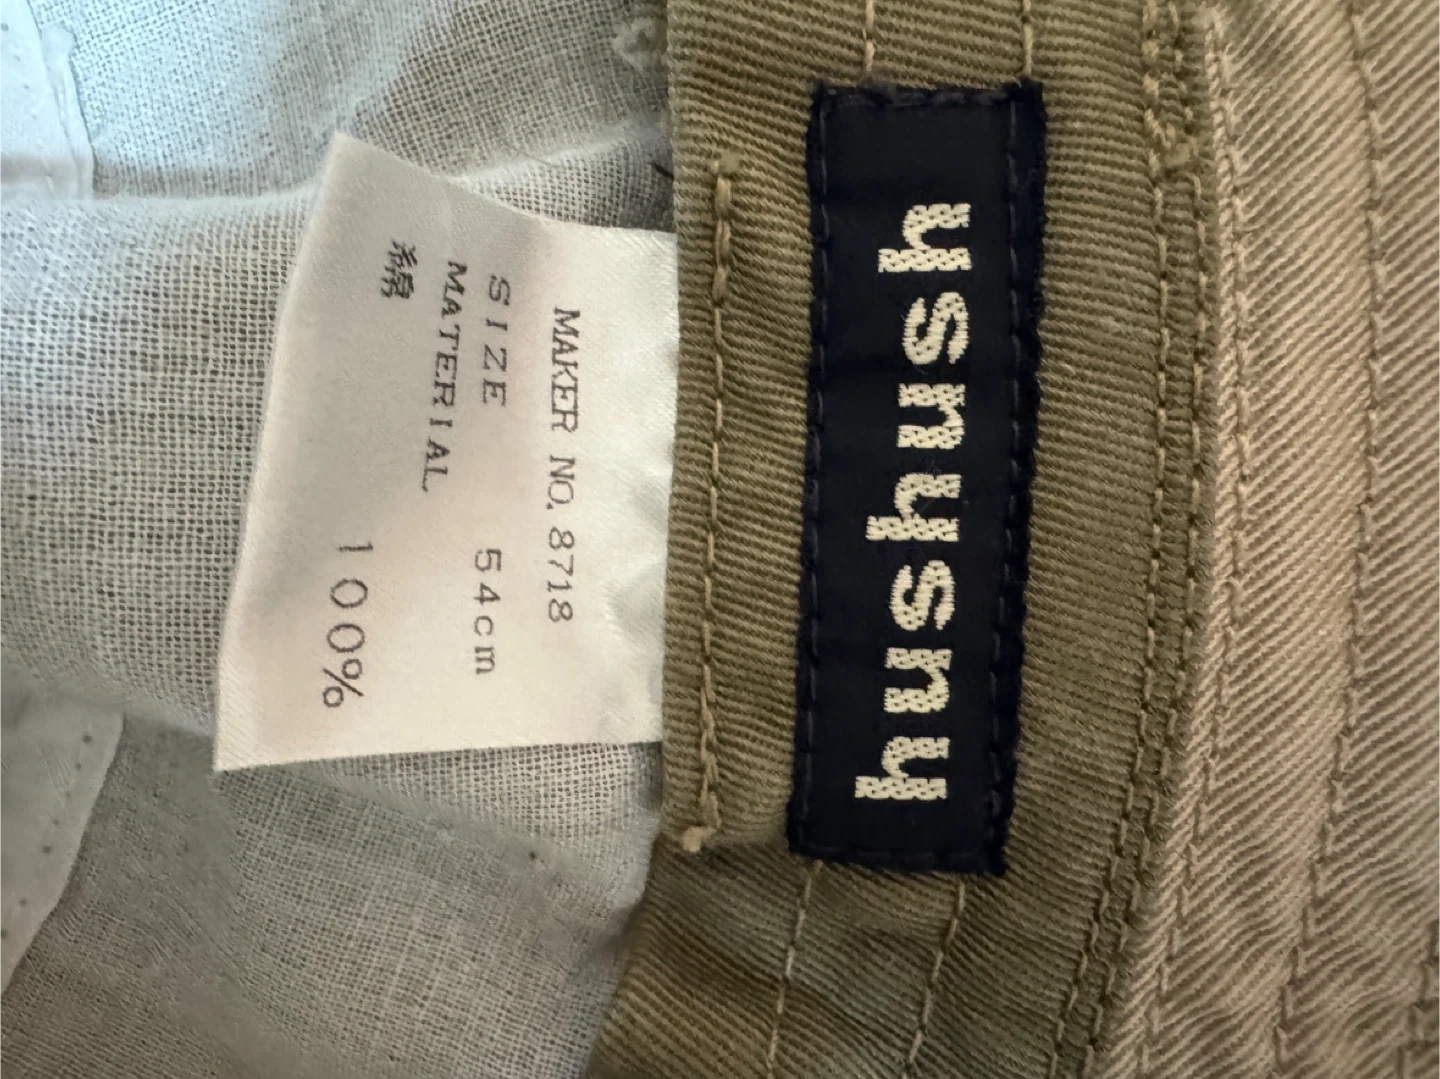 hushush
MAKER NO. 8718
SIZE 54cm
MATERIAL
綿 100%